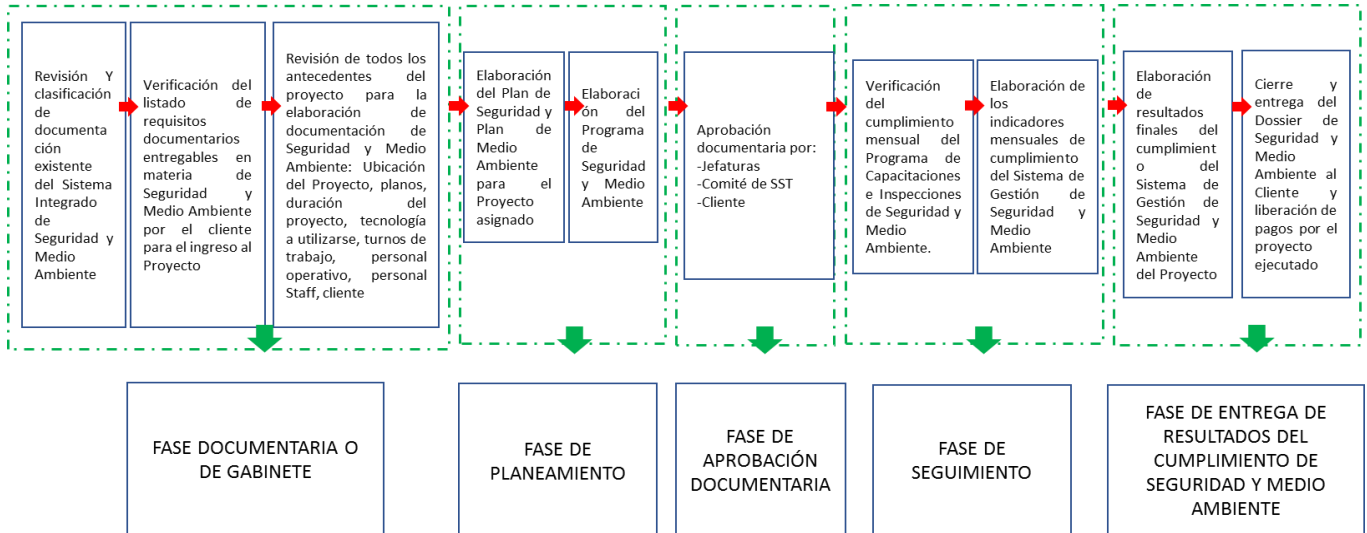 Revisión Y
clasificación
de
documenta
ción
existente
del Sistema
Integrado
de
Seguridad y
Medio
Ambiente
Verificación del
listado de
requisitos
documentarios
entregables en
materia de
Seguridad y
Medio Ambiente
por el cliente
para el ingreso al
Proyecto
Revisión de todos los
antecedentes del
proyecto para la
elaboración de
documentación de
Seguridad y Medio
Ambiente: Ubicación
del Proyecto, planos,
duración del
proyecto, tecnología
a utilizarse, turnos de
trabajo, personal
operativo, personal
Staff, cliente
Elaboración
del Plan de
Seguridad y
Plan de
Medio
Ambiente
para el
Proyecto
asignado
Elaboraci
ón del
Programa
de
Seguridad
y Medio
Ambiente
Aprobación
documentaria por:
-Jefaturas
-Comité de SST
-Cliente
Verificación
del
cumplimiento
mensual del
Programa de
Capacitaciones
e Inspecciones
de Seguridad y
Medio
Ambiente.
Elaboración de
los
indicadores
mensuales de
cumplimiento
del Sistema de
Gestión de
Seguridad y
Medio
Ambiente
Elaboración
de
resultados
finales del
cumplimient
o del
Sistema de
Gestión de
Seguridad y
Medio
Ambiente
del Proyecto
Cierre y
entrega del
Dossier de
Seguridad y
Medio
Ambiente al
Cliente y
liberación de
pagos por el
proyecto
ejecutado
FASE DOCUMENTARIA O
DE GABINETE
FASE DE
PLANEAMIENTO
FASE DE
APROBACIÓN
DOCUMENTARIA
FASE DE
SEGUIMIENTO
FASE DE ENTREGA DE
RESULTADOS DEL
CUMPLIMIENTO DE
SEGURIDAD Y MEDIO
AMBIENTE